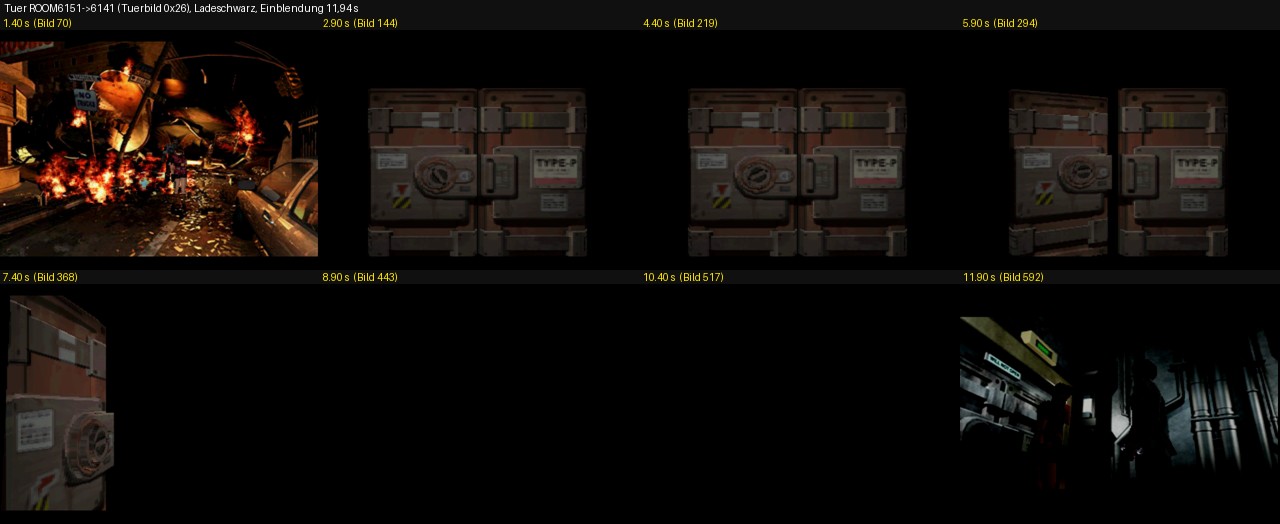 Tuer ROOM6151->6141 (Tuerbild 0x26), Ladeschwarz, Einblendung 11,94 s
1.40 s (Bild 70)
2.90 s (Bild 144)
4.40 s (Bild 219)
5.90 s (Bild 294)
NO
TYPE-P
TYPE-P
TYPE-P
7.40 s (Bild 368)
8.90 s (Bild 443)
10.40 s (Bild 517)
11.90 s (Bild 592)